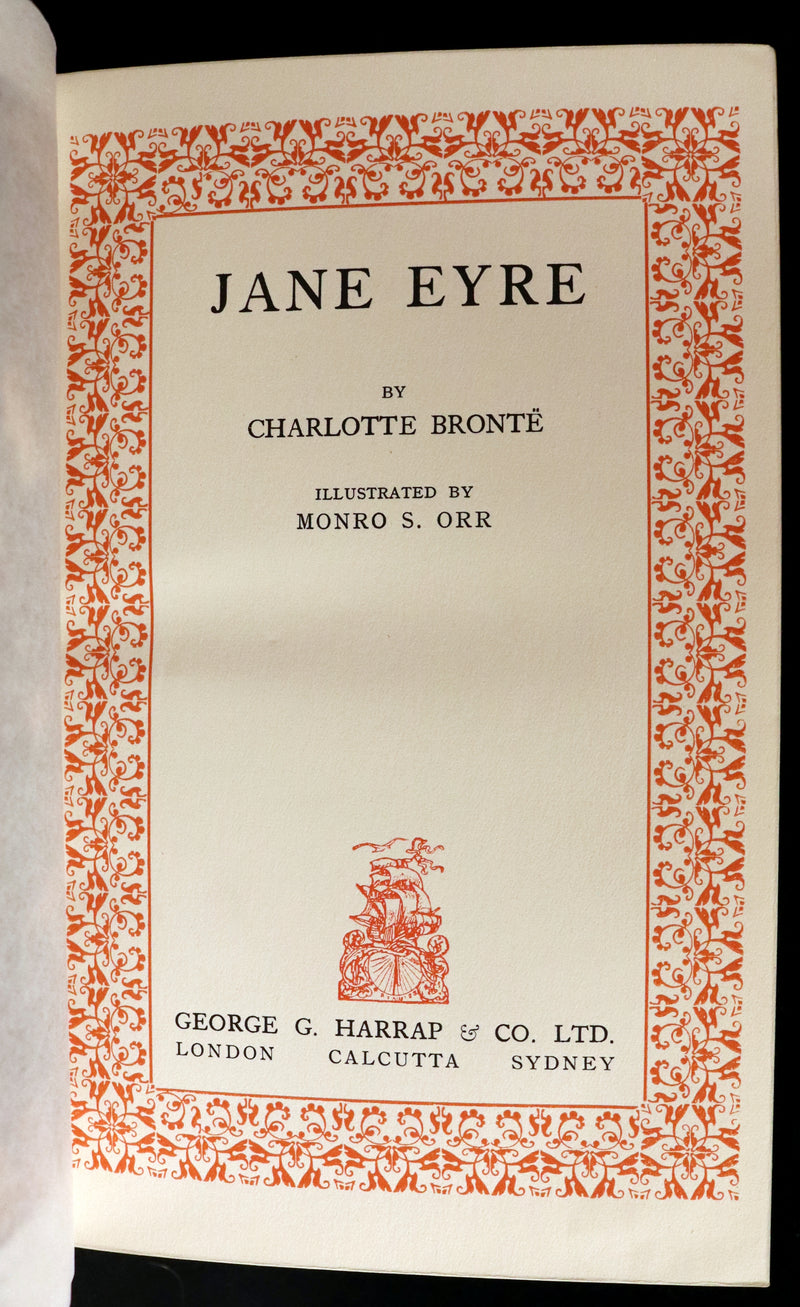 JANE EYRE
BY
CHARLOTTE BRONTË
ILLUSTRATED BY
MONRO S. ORR
GEORGE G. HARRAP & CO. LTD.
LONDON CALCUTTA SYDNEY